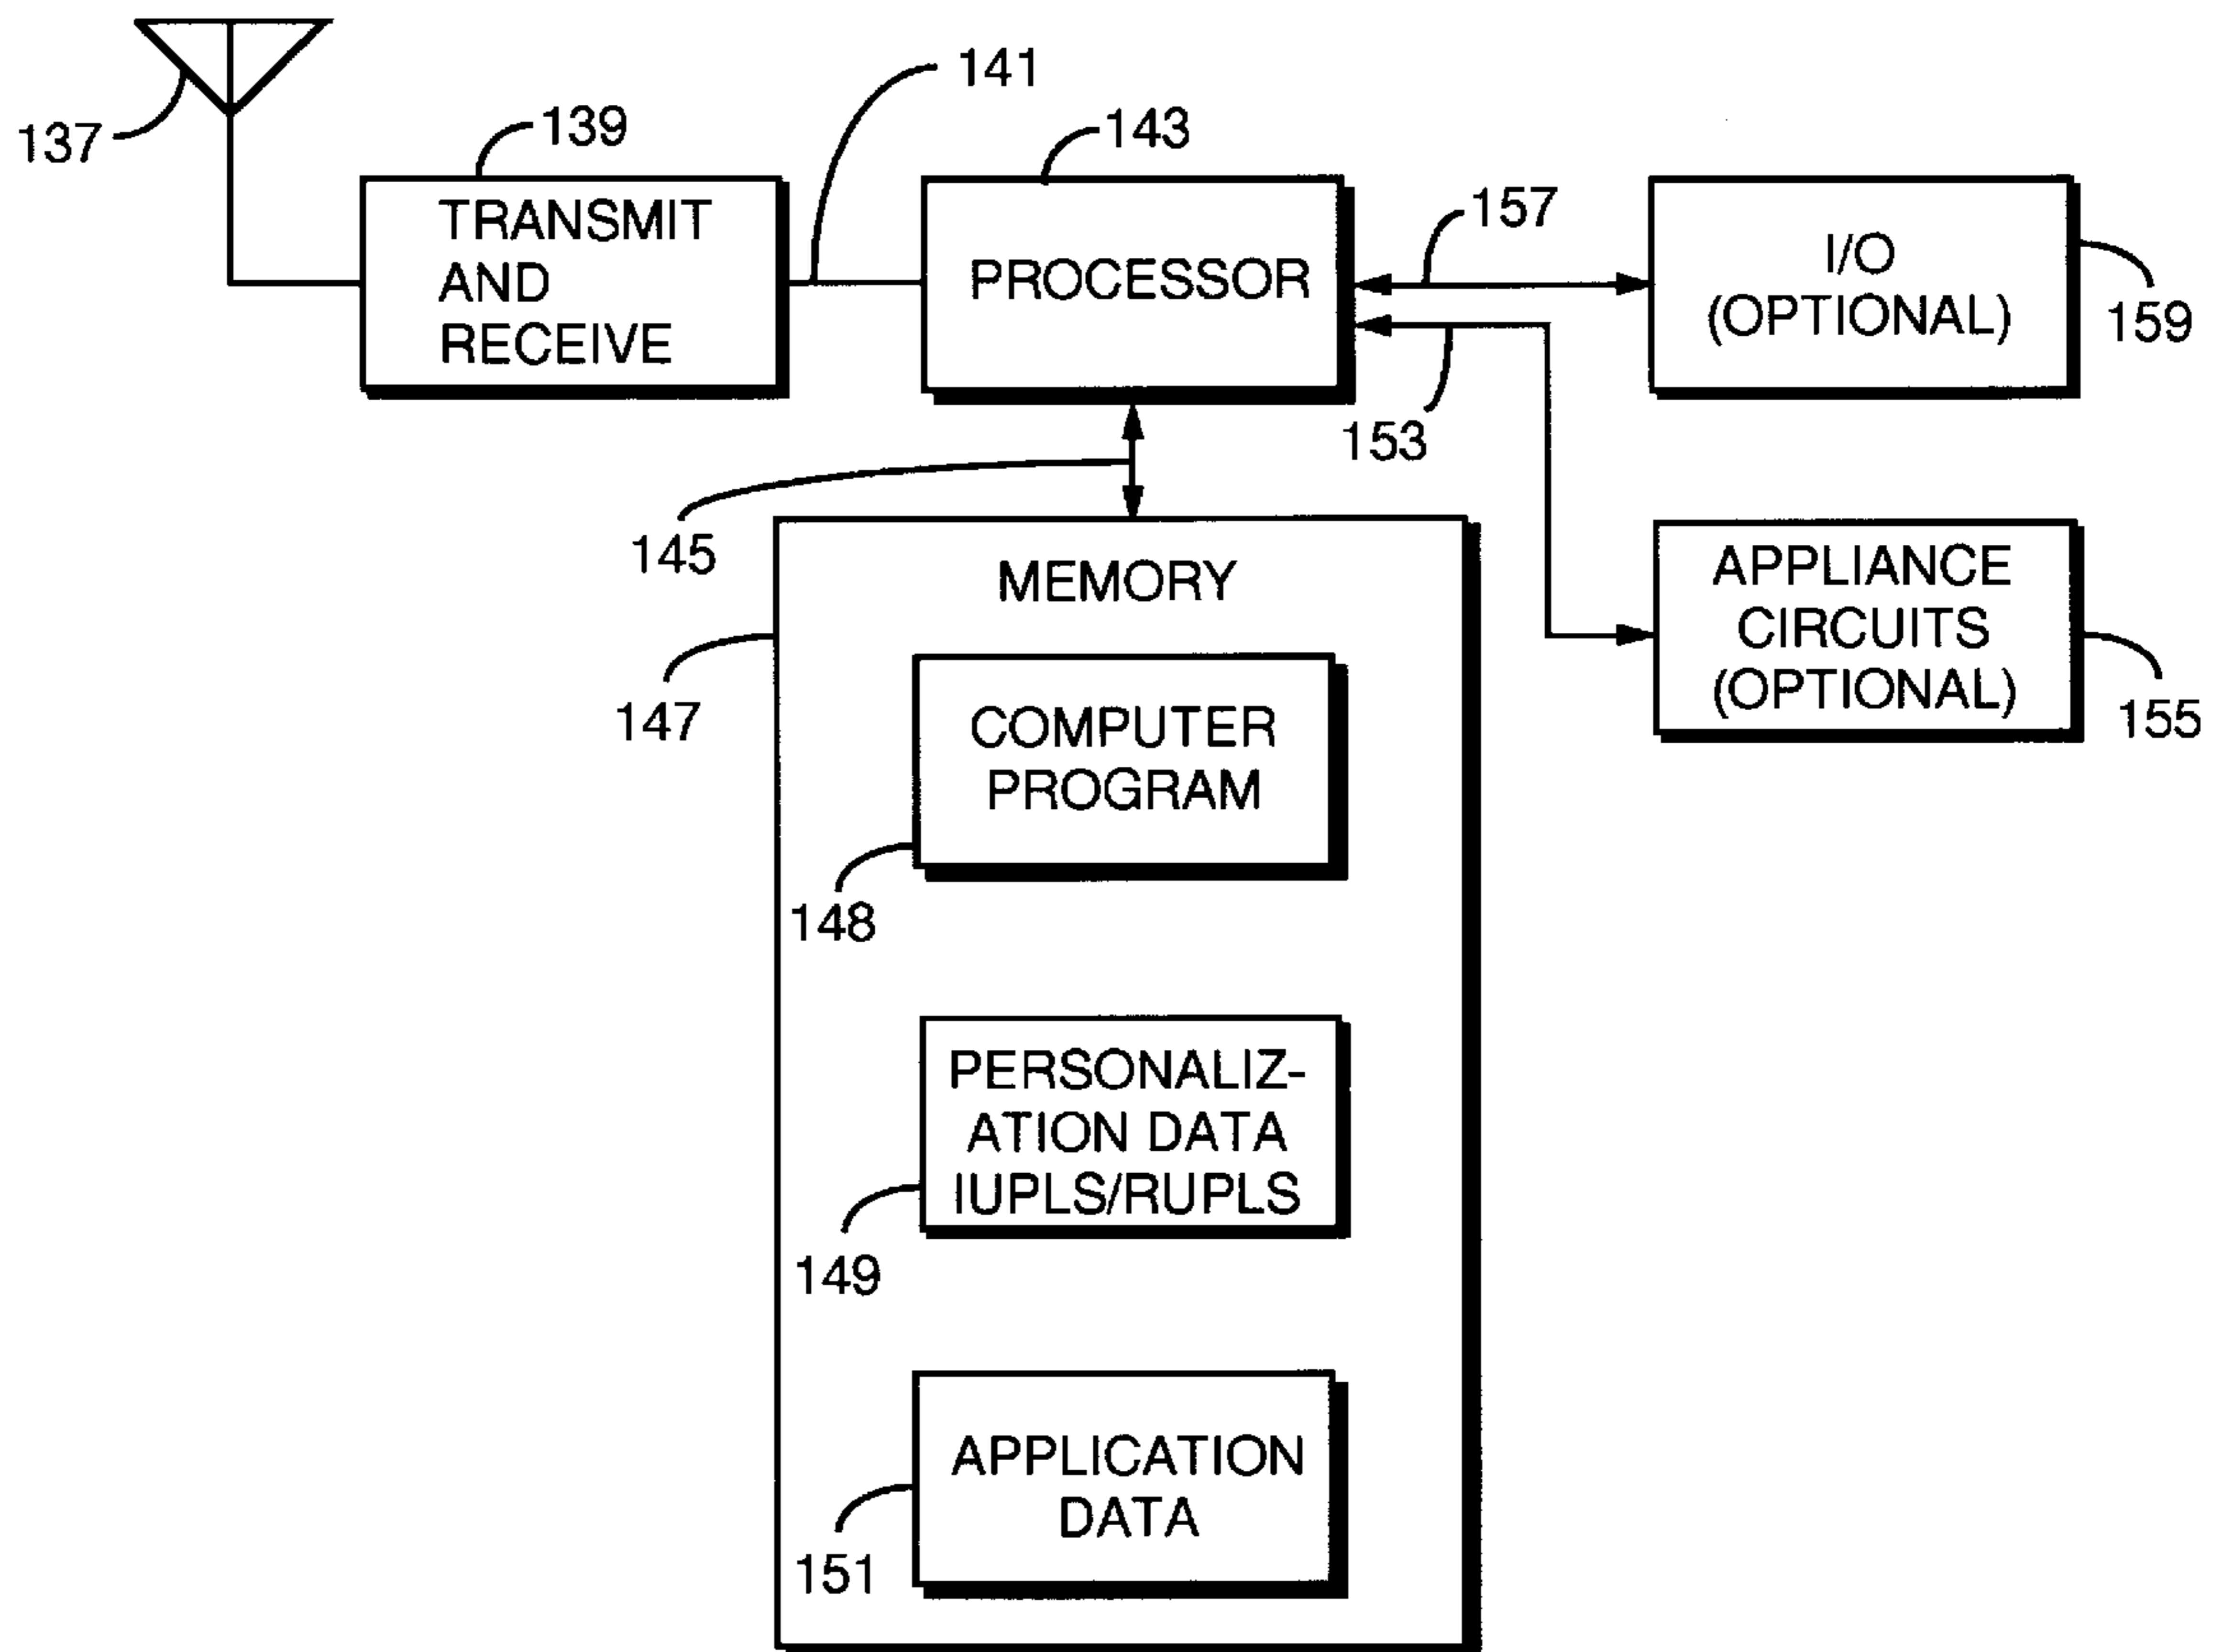 141
137
139
143
TRANSMIT
AND
RECEIVE
PROCESSOR
157
I/O
(OPTIONAL)
159
153
145
MEMORY
147
APPLIANCE
CIRCUITS
(OPTIONAL)
155
COMPUTER
PROGRAM
148
PERSONALIZ-
ATION DATA
IUPLS/RUPLS
149
APPLICATION
DATA
151